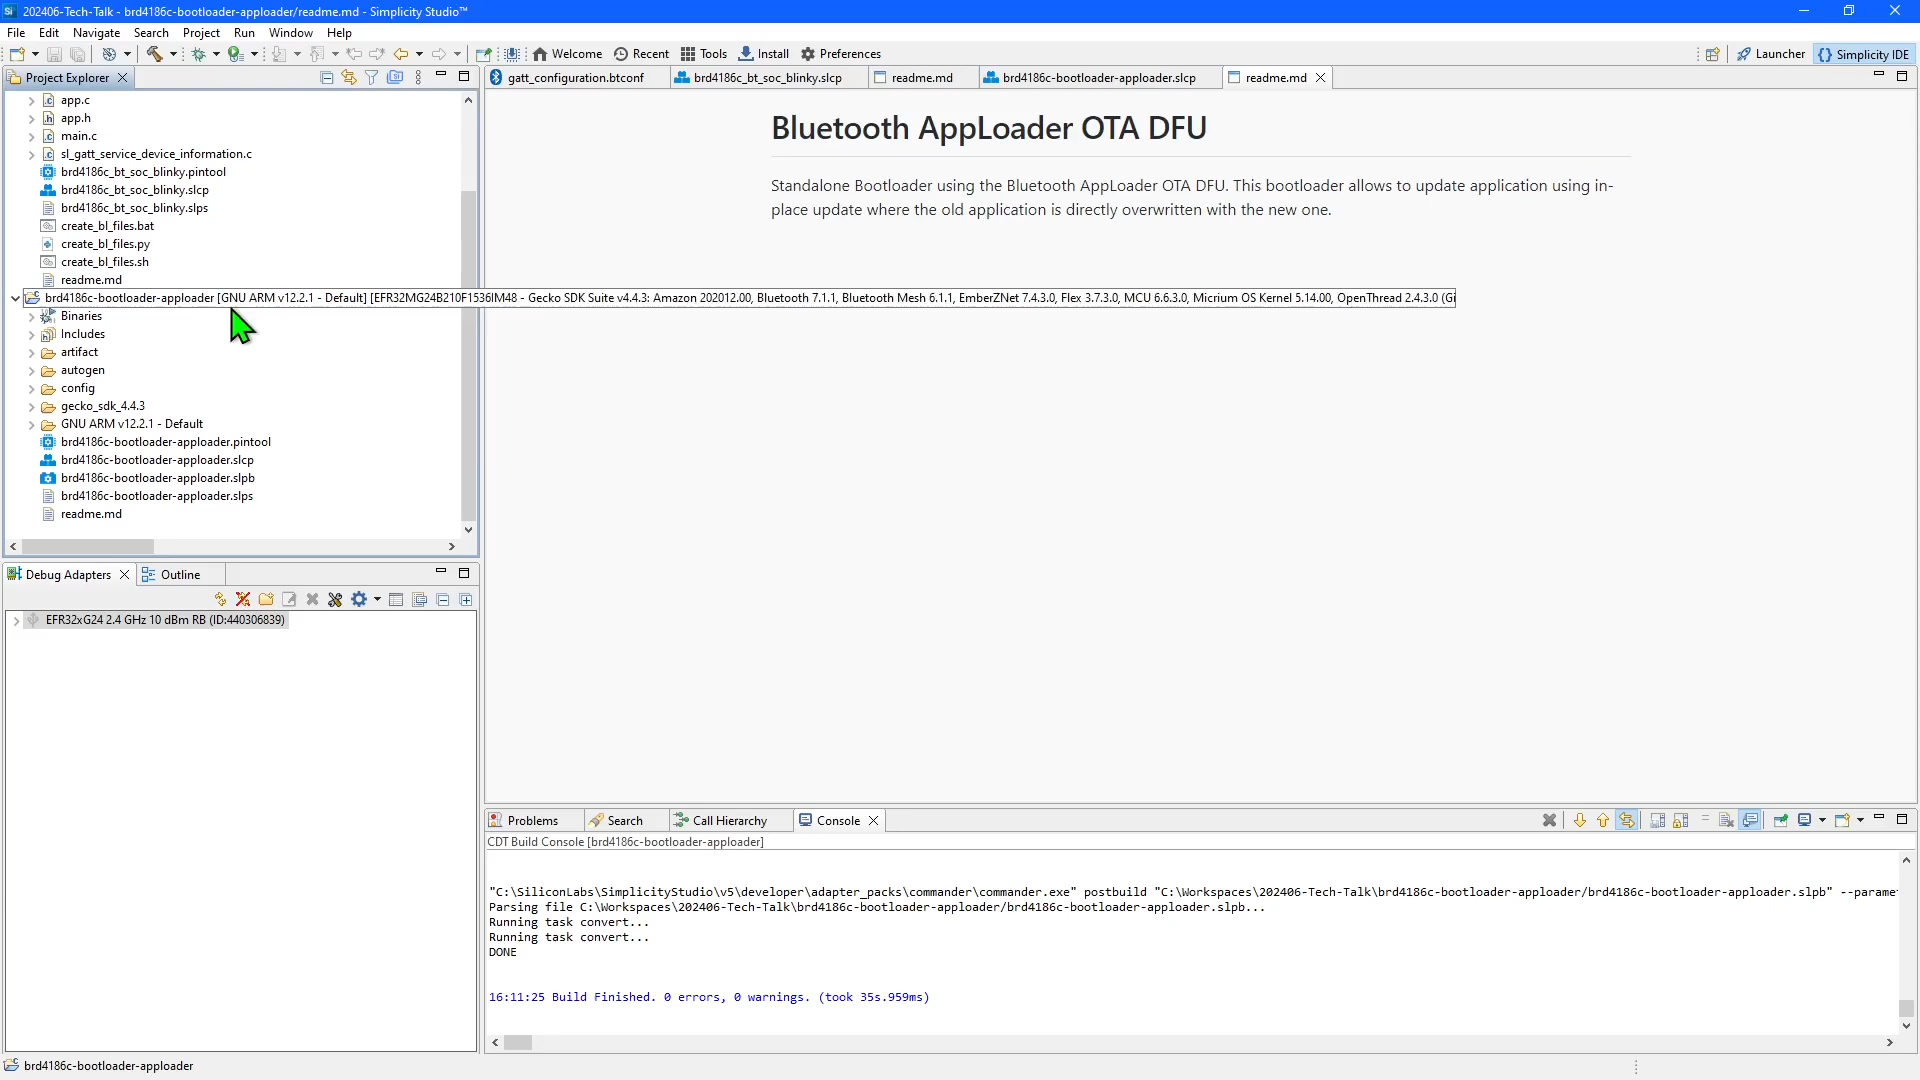 202406-Tech-Talk - brd4186c-bootloader-apploader/readme.md - Simplicity Studio™
File Edit Navigate Search Project Run Window Help
Welcome Recent Tools Install Preferences Launcher Simplicity IDE
Project Explorer
app.c
app.h
main.c
sl_gatt_service_device_information.c
brd4186c_bt_soc_blinky.pintool
brd4186c_bt_soc_blinky.slcp
brd4186c_bt_soc_blinky.slps
create_bl_files.bat
create_bl_files.py
create_bl_files.sh
readme.md
brd4186c-bootloader-apploader [GNU ARM v12.2.1 - Default] [EFR32MG24B210F1536IM48 - Gecko SDK Suite v4.4.3: Amazon 202012.00, Bluetooth 7.1.1, Bluetooth Mesh 6.1.1, EmberZNet 7.4.3.0, Flex 3.7.3.0, MCU 6.6.3.0, Micrium OS Kernel 5.14.00, OpenThread 2.4.3.0 (Gi
Binaries
Includes
artifact
autogen
config
gecko_sdk_4.4.3
GNU ARM v12.2.1 - Default
brd4186c-bootloader-apploader.pintool
brd4186c-bootloader-apploader.slcp
brd4186c-bootloader-apploader.slpb
brd4186c-bootloader-apploader.slps
readme.md
gatt_configuration.btconf brd4186c_bt_soc_blinky.slcp readme.md brd4186c-bootloader-apploader.slcp readme.md
Bluetooth AppLoader OTA DFU
Standalone Bootloader using the Bluetooth AppLoader OTA DFU. This bootloader allows to update application using in-
place update where the old application is directly overwritten with the new one.
Debug Adapters Outline
EFR32xG24 2.4 GHz 10 dBm RB (ID:440306839)
Problems Search Call Hierarchy Console
CDT Build Console [brd4186c-bootloader-apploader]
"C:\SiliconLabs\SimplicityStudio\v5\developer\adapter_packs\commander\commander.exe" postbuild "C:\Workspaces\202406-Tech-Talk\brd4186c-bootloader-apploader/brd4186c-bootloader-apploader.slpb" --parame
Parsing file C:\Workspaces\202406-Tech-Talk\brd4186c-bootloader-apploader/brd4186c-bootloader-apploader.slpb...
Running task convert...
Running task convert...
DONE
16:11:25 Build Finished. 0 errors, 0 warnings. (took 35s.959ms)
brd4186c-bootloader-apploader